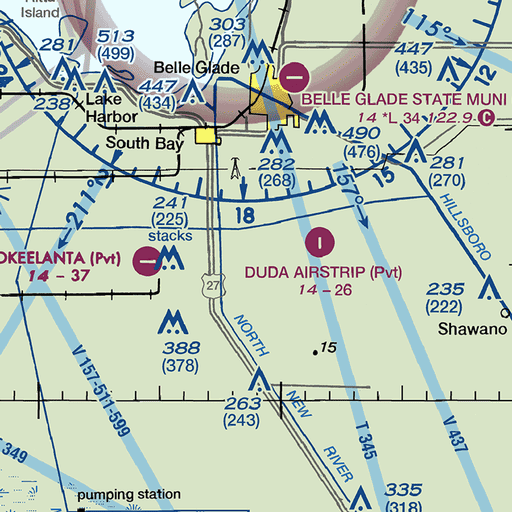 Ritta
Island
303
(287)
115°
281
513
(499)
447
(435)
12
Belle Glade
447
(434)
238
Lake
Harbor
BELLE GLADE STATE MUNI
14 *L 34 122.9 C
South Bay
490
(476)
282
(268)
15
281
(270)
211°
157°
241
(225)
stacks
18
HILLSBORO
OKEELANTA (Pvt)
14 - 37
DUDA AIRSTRIP (Pvt)
14 - 26
27
235
(222)
Shawano
388
(378)
NORTH
15
V 157-511-599
263
(243)
NEW
T 345
V 437
349
RIVER
pumping station
335
(318)